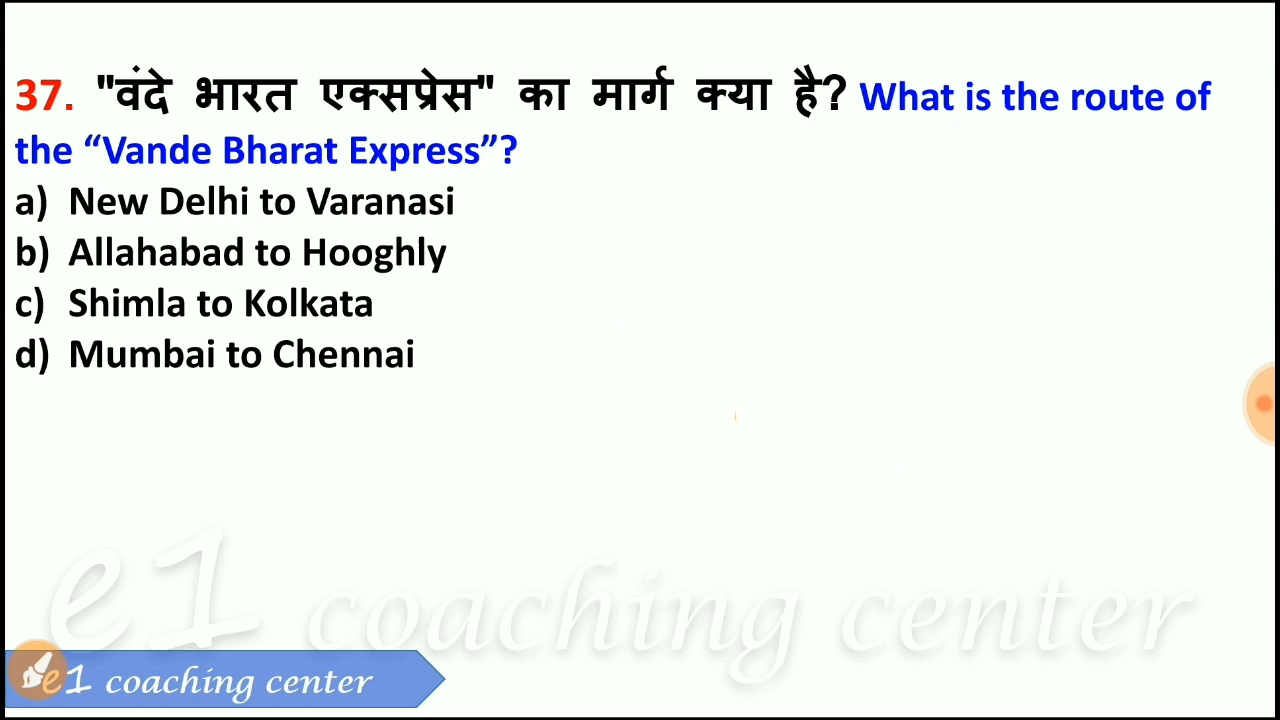 37. "वंदे भारत एक्सप्रेस" का मार्ग क्या है? What is the route of
the “Vande Bharat Express”?
a) New Delhi to Varanasi
b) Allahabad to Hooghly
c) Shimla to Kolkata
d) Mumbai to Chennai
e1 coaching center
e1 coaching center